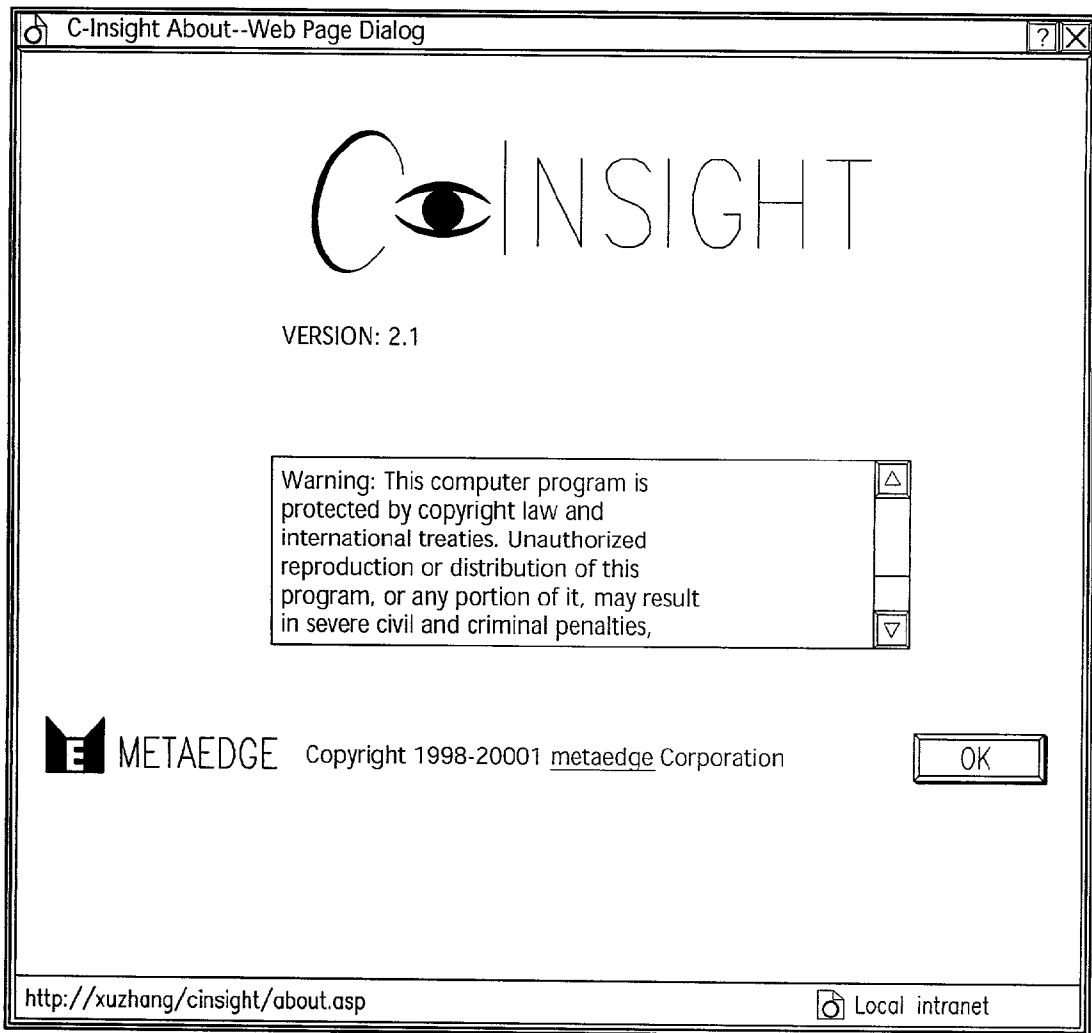 C-Insight About--Web Page Dialog
?
C INSIGHT
VERSION: 2.1
Warning: This computer program is
protected by copyright law and
international treaties. Unauthorized
reproduction or distribution of this
program, or any portion of it, may result
in severe civil and criminal penalties,
E METAEDGE Copyright 1998-20001 metaedge Corporation OK
http://xuzhang/cinsight/about.asp Local intranet